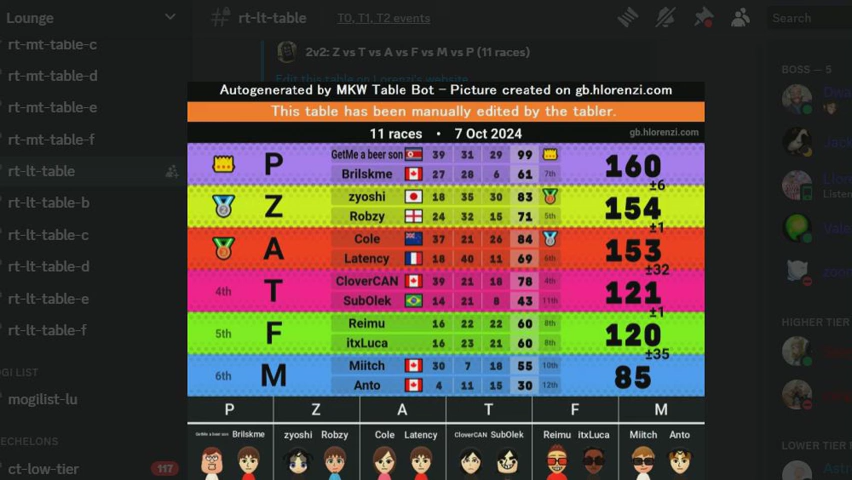 Lounge
rt-lt-table
T0, T1, T2 events
Search
rt-mt-table-c
rt-mt-table-d
rt-mt-table-e
rt-mt-table-f
rt-lt-table
rt-lt-table-b
rt-lt-table-c
rt-lt-table-d
rt-lt-table-e
rt-lt-table-f
OGI LIST
mogilist-lu
ECHELONS
ct-low-tier 117
2v2: Z vs T vs A vs F vs M vs P (11 races)
Edit this table on Lorenzi's website
Autogenerated by MKW Table Bot - Picture created on gb.hlorenzi.com
This table has been manually edited by the tabler.
11 races • 7 Oct 2024 gb.hlorenzi.com
P GetMe a beer son 39 31 29 99 160
Brilskme 27 28 6 61 7th
±6
Z zyoshi 18 35 30 83 154
Robzy 24 32 15 71 5th
±1
A Cole 37 21 26 84 153
Latency 18 40 11 69 6th
±32
4th T CloverCAN 39 21 18 78 4th 121
SubOlek 14 21 8 43 11th
±1
5th F Reimu 16 22 22 60 8th 120
itxLuca 16 23 21 60 8th
±35
6th M Miitch 30 7 18 55 10th 85
Anto 4 11 15 30 12th
P Z A T F M
GetMe a beer son Brilskme zyoshi Robzy Cole Latency CloverCAN SubOlek Reimu itxLuca Miitch Anto
BOSS — 5
HIGHER TIER
LOWER TIER